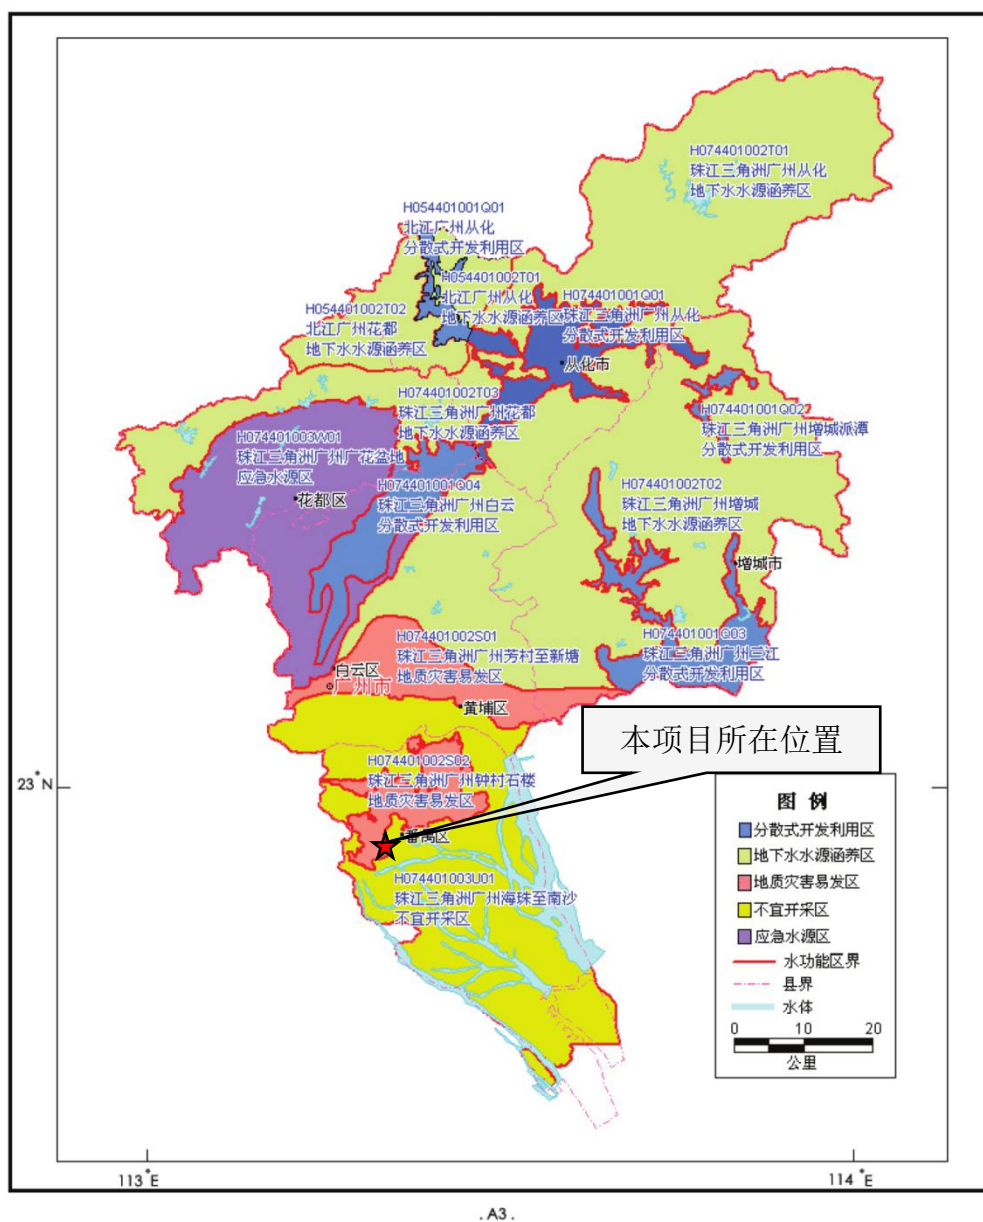 H074401002T01
珠江三角洲广州从化
地下水水源涵养区
H054401001Q01
北江广州从化
分散式开发利用区
H054401002T01
北江广州从化
地下水水源涵养区
H074401001Q01
珠江三角洲广州从化
分散式开发利用区
H054401002T02
北江广州花都
地下水水源涵养区
从化市
H074401002T03
珠江三角洲广州花都
地下水水源涵养区
H074401001Q02
珠江三角洲广州增城派潭
分散式开发利用区
H074401003W01
珠江三角洲广州广花盆地
应急水源区
花都区
H074401001Q04
珠江三角洲广州白云
分散式开发利用区
H074401002T02
珠江三角洲广州增城
地下水水源涵养区
增城市
H074401002S01
珠江三角洲广州芳村至新塘
地质灾害易发区
H074401001Q03
珠江三角洲广州三江
分散式开发利用区
白云区
广州市
黄埔区
本项目所在位置
H074401002S02
珠江三角洲广州钟村石楼
地质灾害易发区
23°N
番禺区
H074401003U01
珠江三角洲广州海珠至南沙
不宜开采区
图例
分散式开发利用区
地下水水源涵养区
地质灾害易发区
不宜开采区
应急水源区
水功能区界
县界
水体
0 10 20
公里
113°E
114°E
. A3 .